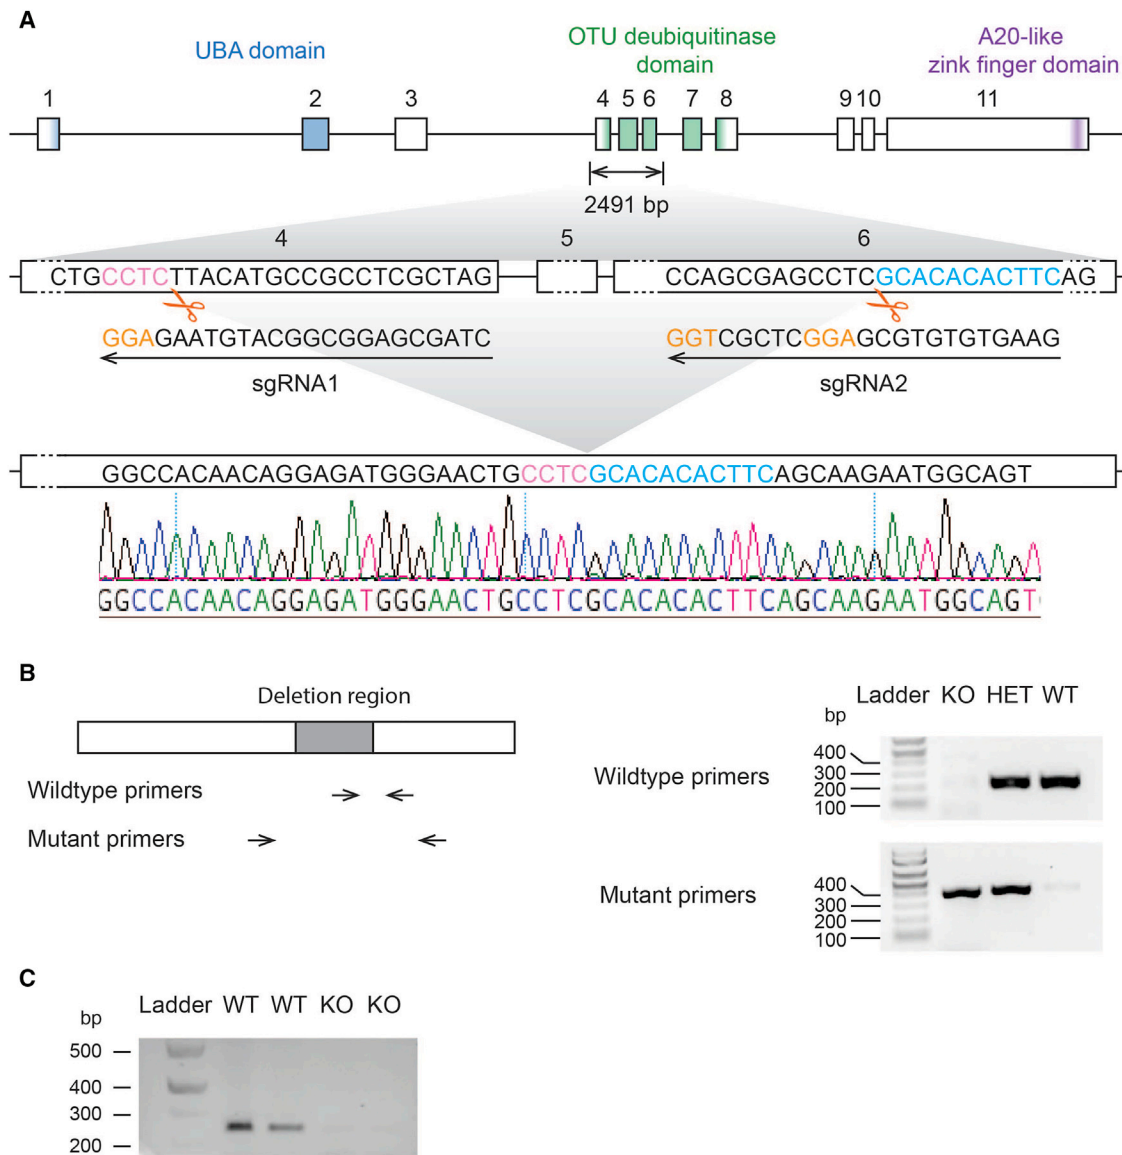 A
UBA domain
OTU deubiquitinase
domain
A20-like
zink finger domain
1 2 3 4 5 6 7 8 9 10 11
2491 bp
4 5 6
CTGCCTCTTACATGCCGCCTCGCTAG CCAGCGAGCCTCGCACACACTTCAG
GGAGAATGTACGGCGGAGCGATC GGTCGCTCGGAGCGTGTGTGAAG
sgRNA1 sgRNA2
GGCCACAACAGGAGATGGGAACTGCCTCGCACACACTTCAGCAAGAATGGCAGT
GGCCACAACAGGAGATGGGAACTGCCTCGCACACACTTCAGCAAGAATGGCAGT
B
Deletion region
Wildtype primers
Mutant primers
Ladder KO HET WT
bp
Wildtype primers
400
300
200
100
Mutant primers
400
300
200
100
C
Ladder WT WT KO KO
bp
500
400
300
200